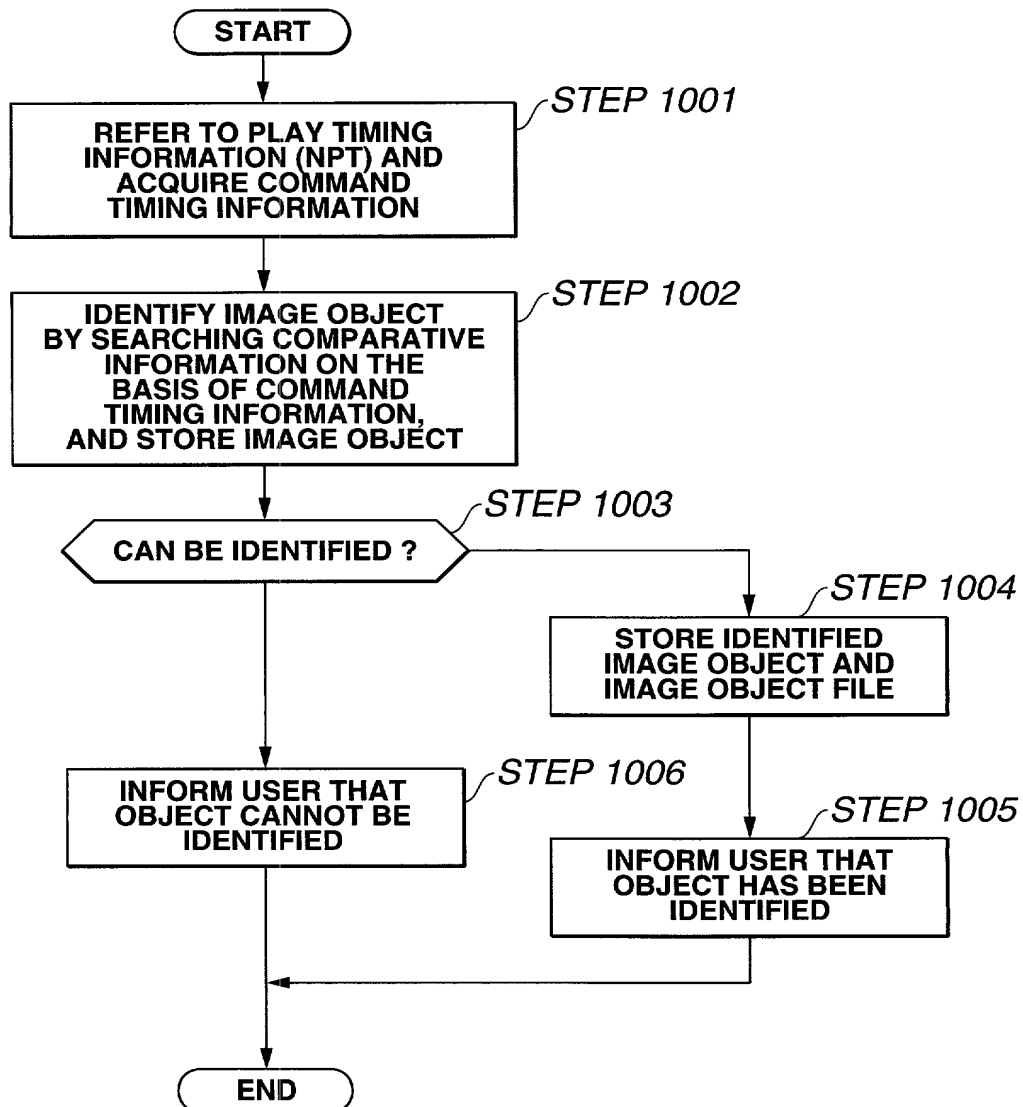 START
STEP 1001
REFER TO PLAY TIMING
INFORMATION (NPT) AND
ACQUIRE COMMAND
TIMING INFORMATION
STEP 1002
IDENTIFY IMAGE OBJECT
BY SEARCHING COMPARATIVE
INFORMATION ON THE
BASIS OF COMMAND
TIMING INFORMATION,
AND STORE IMAGE OBJECT
STEP 1003
CAN BE IDENTIFIED ?
STEP 1004
STORE IDENTIFIED
IMAGE OBJECT AND
IMAGE OBJECT FILE
STEP 1006
INFORM USER THAT
OBJECT CANNOT BE
IDENTIFIED
STEP 1005
INFORM USER THAT
OBJECT HAS BEEN
IDENTIFIED
END